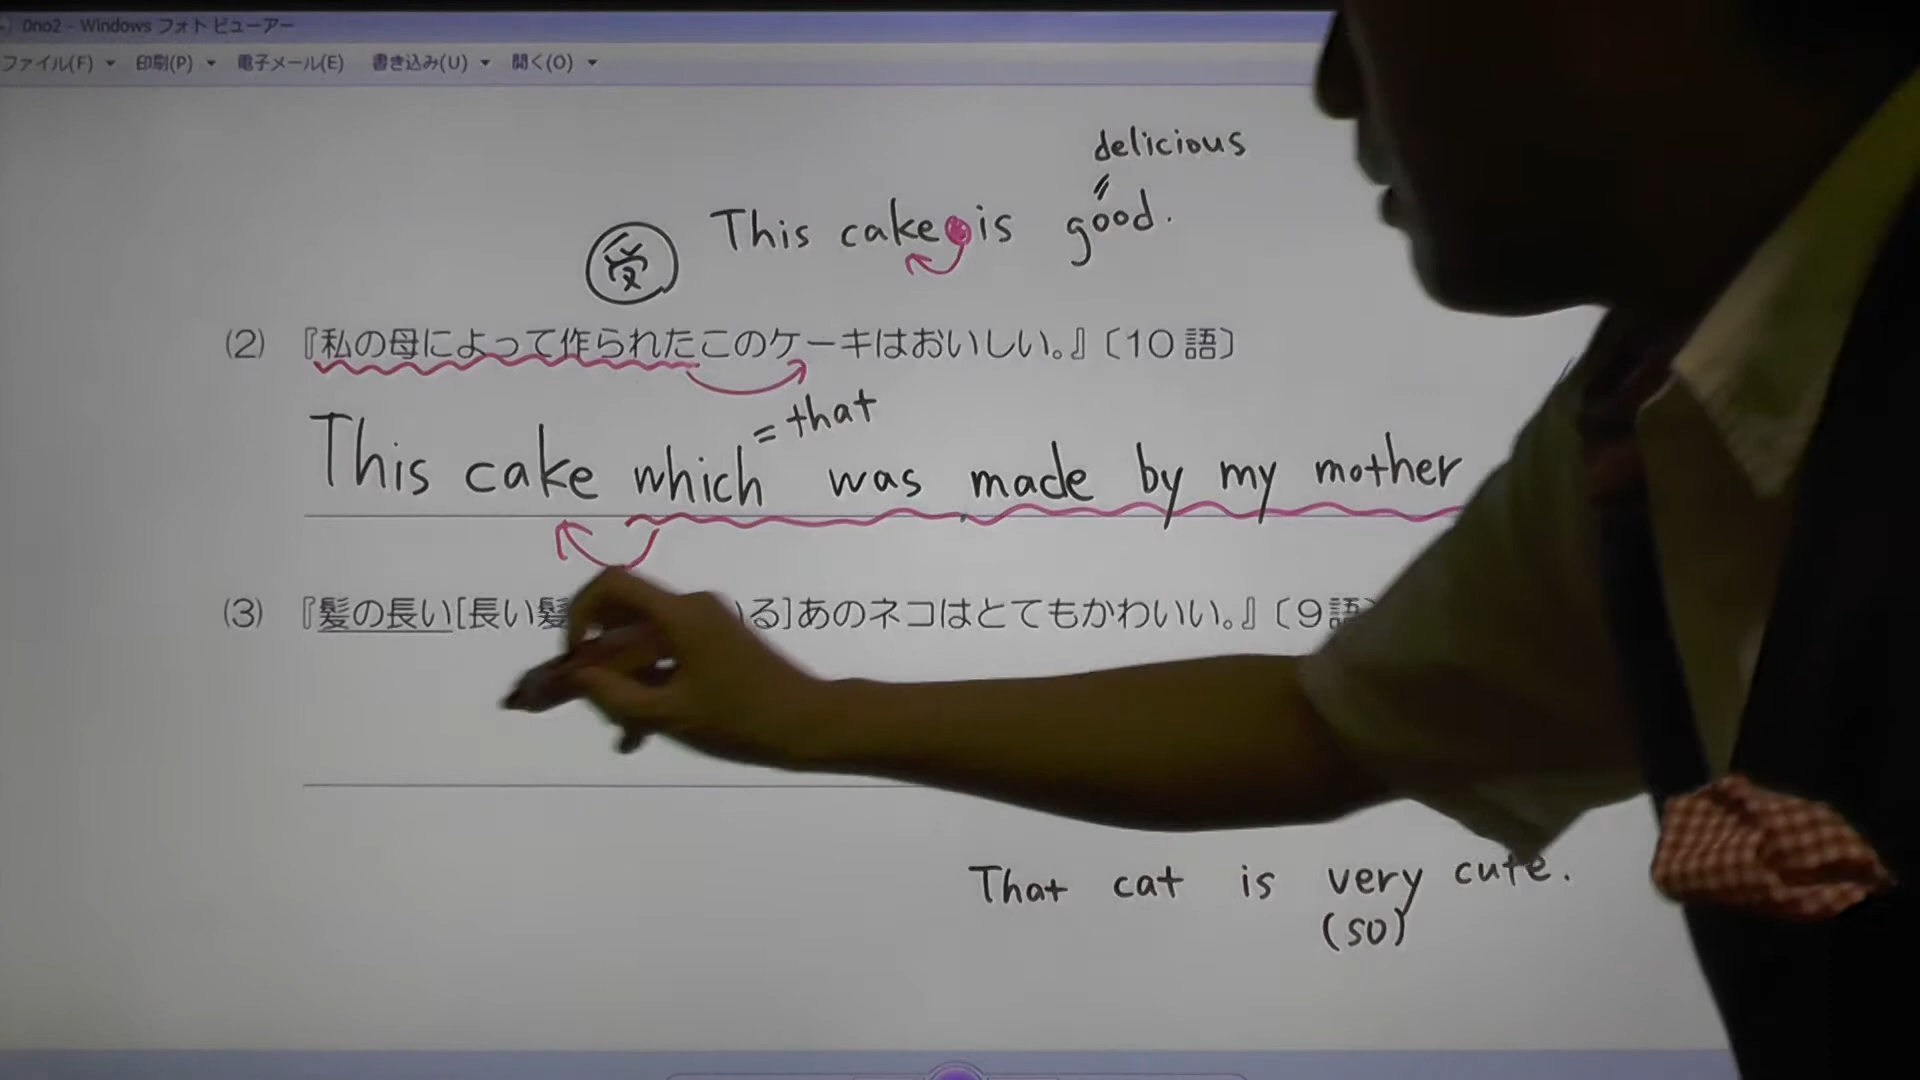 Ono2 - Windows フォト ビューアー
ファイル(F) 印刷(P) 電子メール(E) 書き込み(U) 開く(O)
delicious
This cake is good.
受
(2) 『私の母によって作られたこのケーキはおいしい。』〔10語〕
= that
This cake which was made by my mother
(3) 『髪の長い[長い髪 る]あのネコはとてもかわいい。』〔9語
That cat is very cute.
(so)